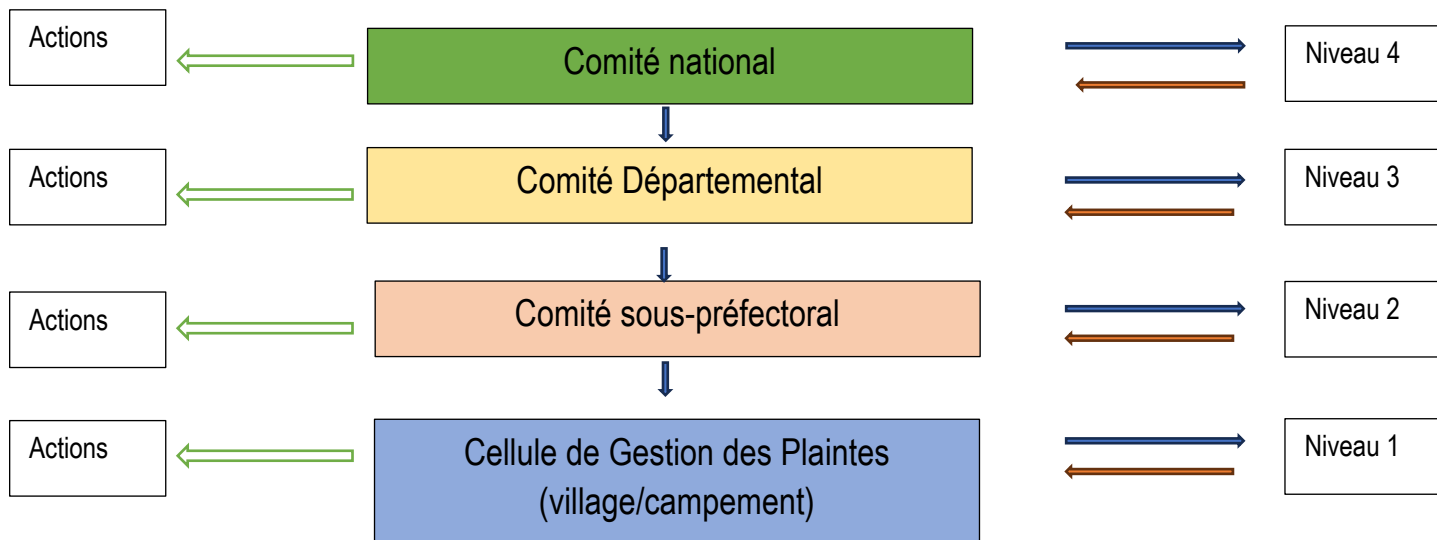 Actions
Comité national
Niveau 4
Actions
Comité Départemental
Niveau 3
Actions
Comité sous-préfectoral
Niveau 2
Actions
Cellule de Gestion des Plaintes
(village/campement)
Niveau 1